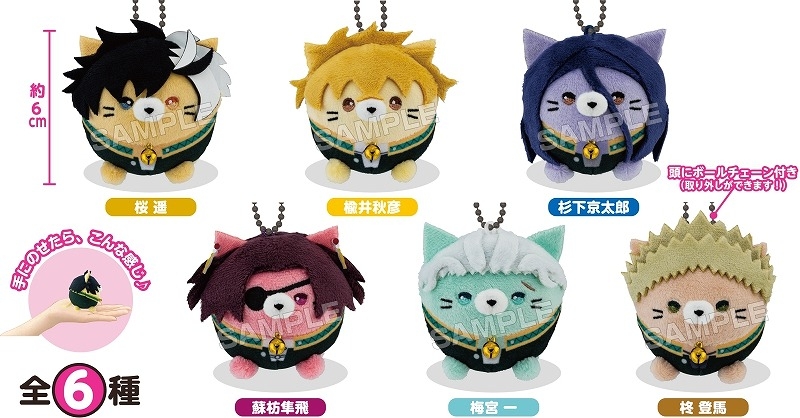 約6cm
SAMPLE
SAMPLE
SAMPLE
桜 遥
楡井秋彦
杉下京太郎
頭にボールチェーン付き
(取り外しができます！)
手にのせたら、こんな感じ♪
SAMPLE
SAMPLE
SAMPLE
全6種
蘇枋隼飛
梅宮 一
柊 登馬